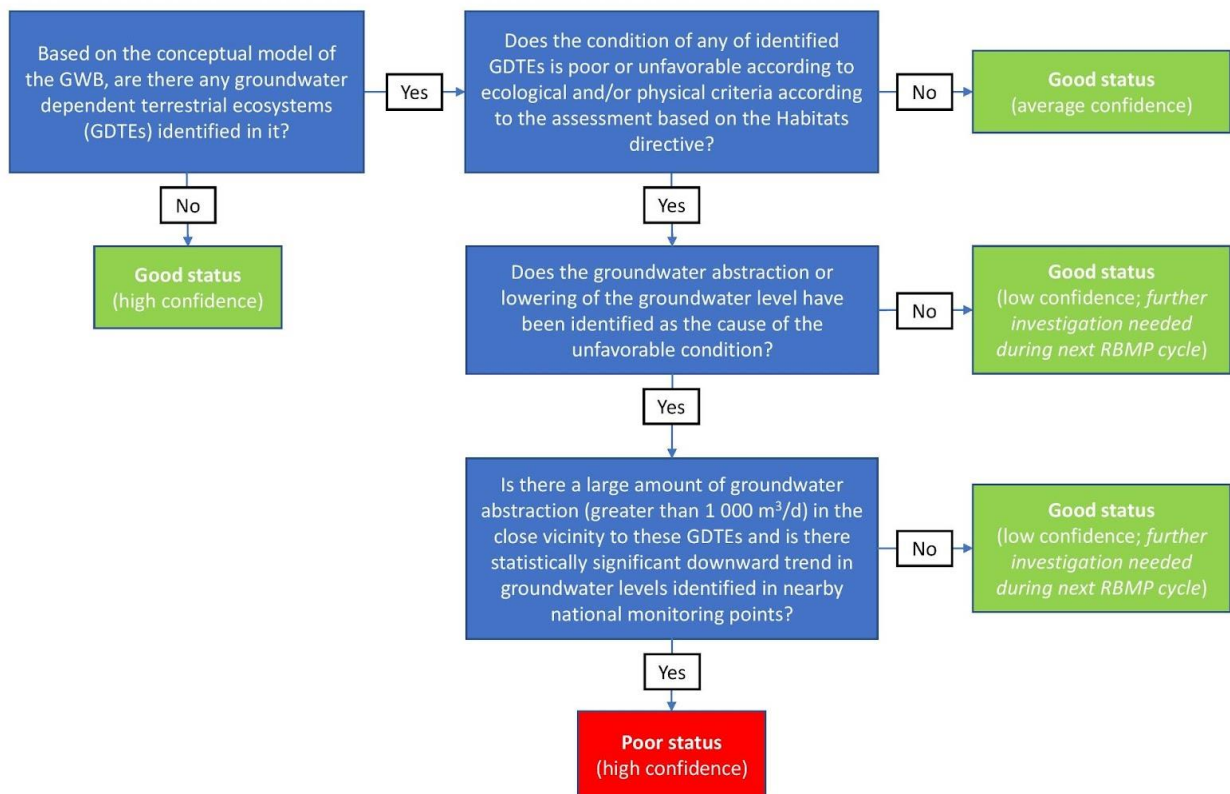 Based on the conceptual model of
the GWB, are there any groundwater
dependent terrestrial ecosystems
(GDTEs) identified in it?
Yes
Does the condition of any of identified
GDTEs is poor or unfavorable according to
ecological and/or physical criteria according
to the assessment based on the Habitats
directive?
No
Good status
(average confidence)
No
Good status
(high confidence)
Yes
Does the groundwater abstraction or
lowering of the groundwater level have
been identified as the cause of the
unfavorable condition?
No
Good status
(low confidence; further
investigation needed
during next RBMP cycle)
Yes
Is there a large amount of groundwater
abstraction (greater than 1 000 m³/d) in the
close vicinity to these GDTEs and is there
statistically significant downward trend in
groundwater levels identified in nearby
national monitoring points?
No
Good status
(low confidence; further
investigation needed
during next RBMP cycle)
Yes
Poor status
(high confidence)